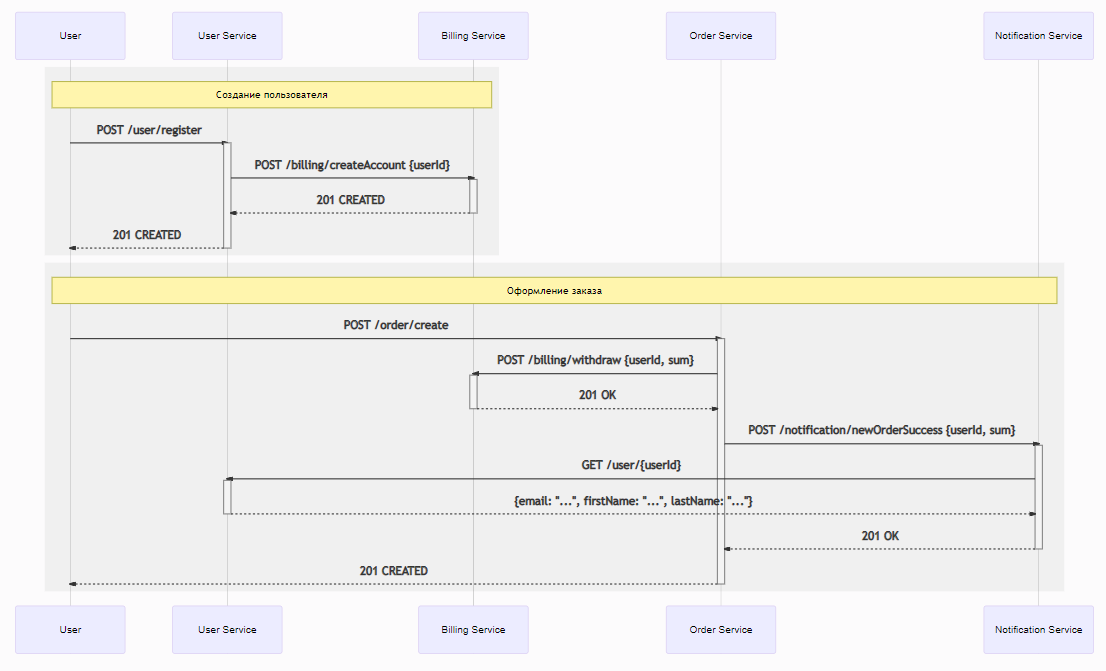 User
User Service
Billing Service
Order Service
Notification Service
Создание пользователя
POST /user/register
POST /billing/createAccount {userId}
201 CREATED
201 CREATED
Оформление заказа
POST /order/create
POST /billing/withdraw {userId, sum}
201 OK
POST /notification/newOrderSuccess {userId, sum}
GET /user/{userId}
{email: "...", firstName: "...", lastName: "..."}
201 OK
201 CREATED
User
User Service
Billing Service
Order Service
Notification Service